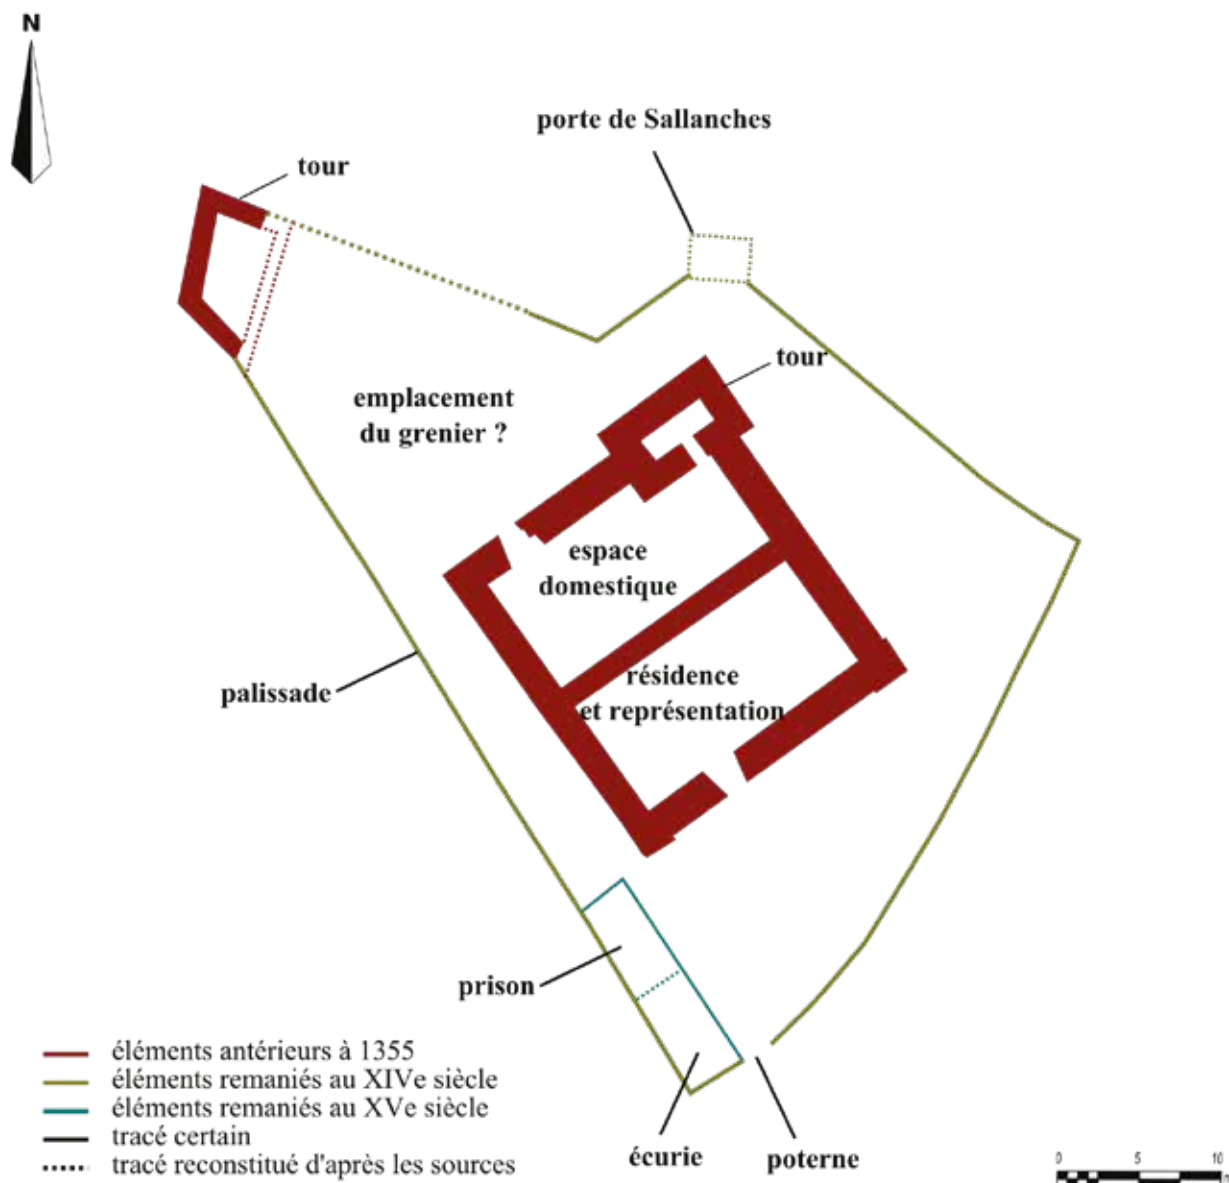 N
porte de Sallanches
tour
tour
emplacement
du grenier ?
espace
domestique
résidence
et représentation
palissade
prison
écurie
poterne
éléments antérieurs à 1355
éléments remaniés au XIVe siècle
éléments remaniés au XVe siècle
tracé certain
tracé reconstitué d'après les sources
0 5 10